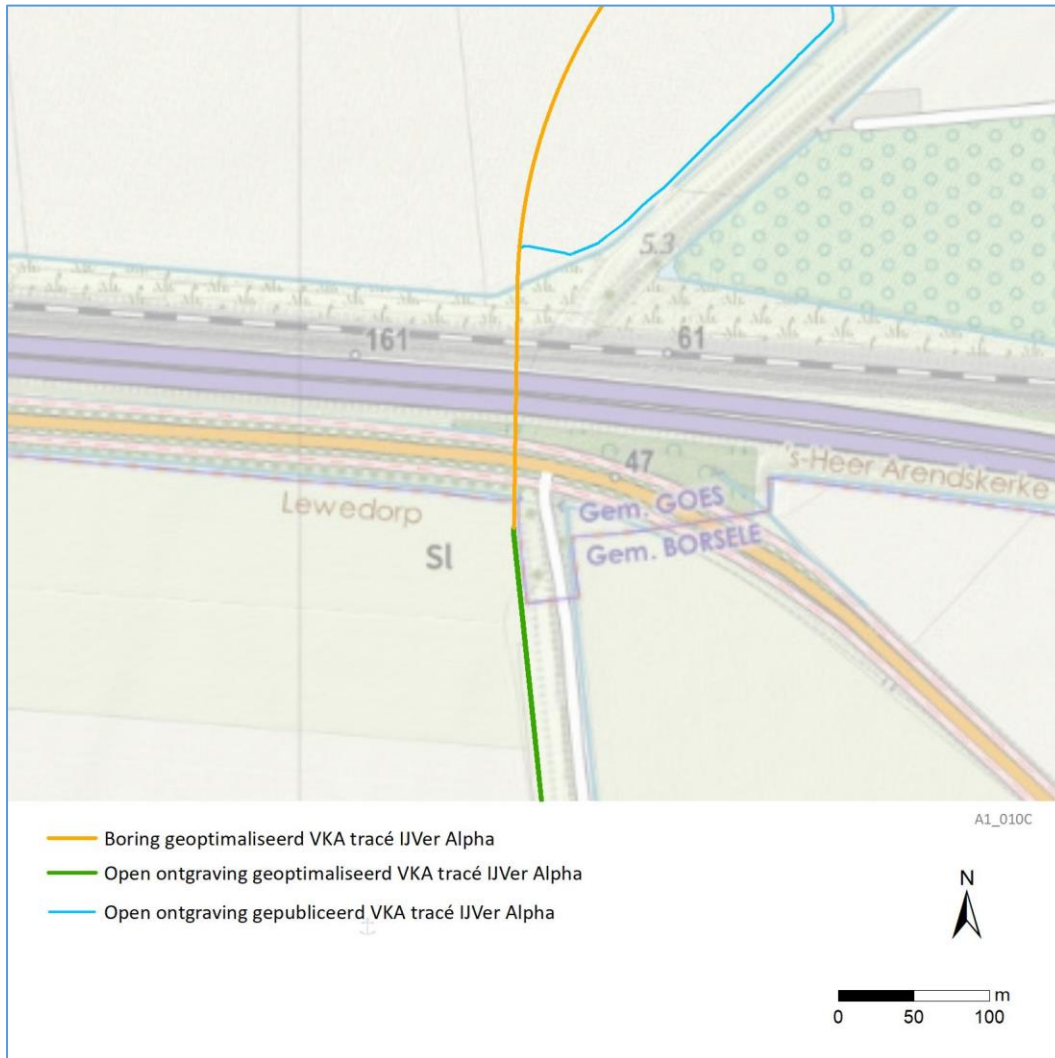 5.3
161
61
47
's-Heer Arendskerke
Lewedorp
Gem. GOES
Sl
Gem. BORSELE
A1_010C
Boring geoptimaliseerd VKA tracé IJVer Alpha
Open ontgraving geoptimaliseerd VKA tracé IJVer Alpha
Open ontgraving gepubliceerd VKA tracé IJVer Alpha
N
m
0 50 100